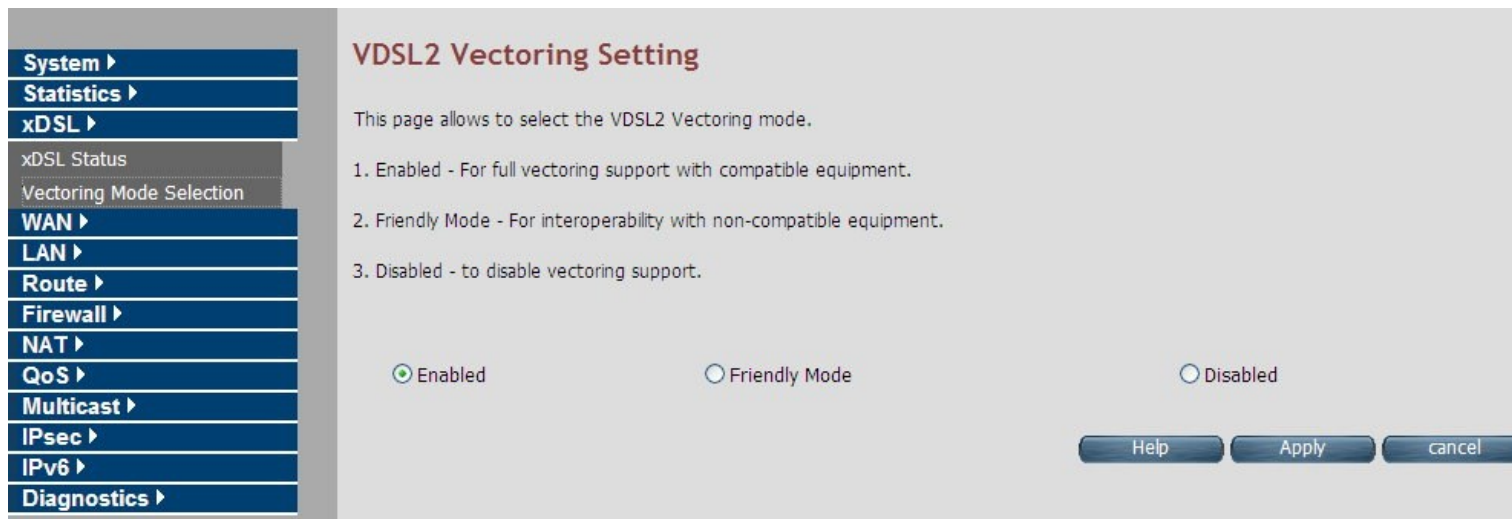 System
Statistics
xDSL
xDSL Status
Vectoring Mode Selection
WAN
LAN
Route
Firewall
NAT
QoS
Multicast
IPsec
IPv6
Diagnostics
VDSL2 Vectoring Setting
This page allows to select the VDSL2 Vectoring mode.
1. Enabled - For full vectoring support with compatible equipment.
2. Friendly Mode - For interoperability with non-compatible equipment.
3. Disabled - to disable vectoring support.
Enabled Friendly Mode Disabled
Help Apply cancel